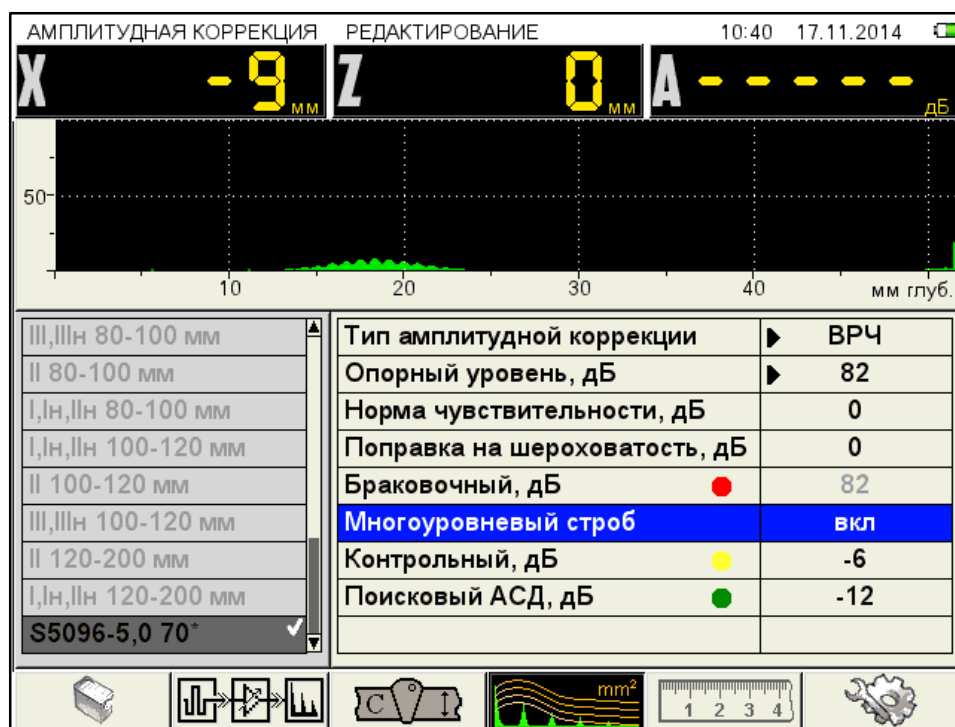 АМПЛИТУДНАЯ КОРРЕКЦИЯ РЕДАКТИРОВАНИЕ 10:40 17.11.2014
X -9 мм Z 0 мм A ----- дБ
50
10 20 30 40 мм глуб.
III,IIIн 80-100 мм
II 80-100 мм
I,Iн,IIн 80-100 мм
I,Iн,IIн 100-120 мм
II 100-120 мм
III,IIIн 100-120 мм
II 120-200 мм
I,Iн,IIн 120-200 мм
S5096-5,0 70*
Тип амплитудной коррекции ВРЧ
Опорный уровень, дБ 82
Норма чувствительности, дБ 0
Поправка на шероховатость, дБ 0
Браковочный, дБ 82
Многоуровневый строб вкл
Контрольный, дБ -6
Поисковый АСД, дБ -12
C mm² 1 2 3 4